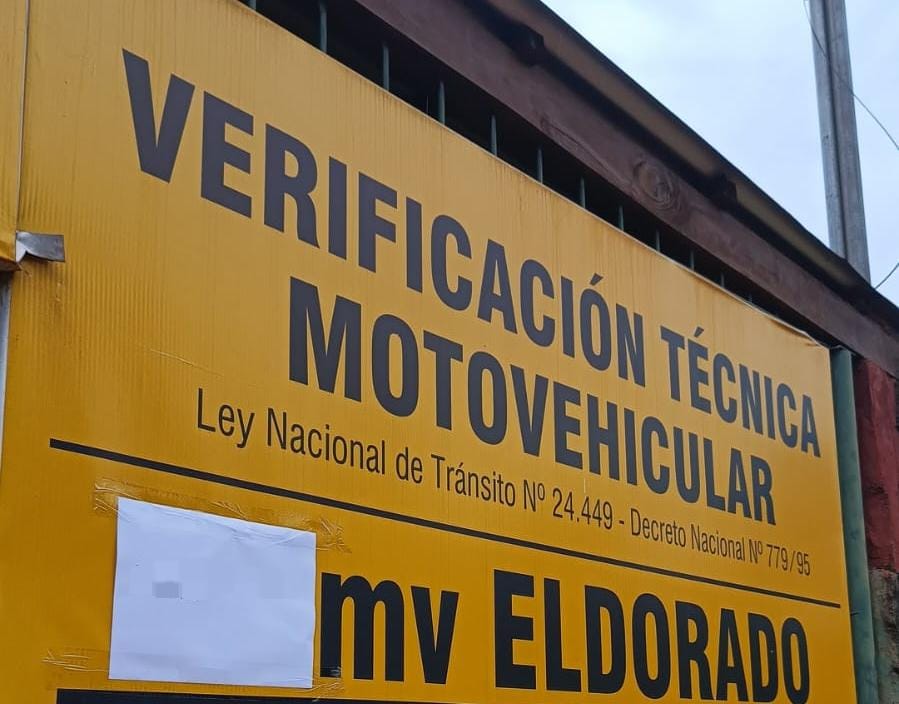 VERIFICACIÓN TÉCNICA
MOTOVEHICULAR
Ley Nacional de Tránsito Nº 24.449 - Decreto Nacional Nº 779/95
mv ELDORADO